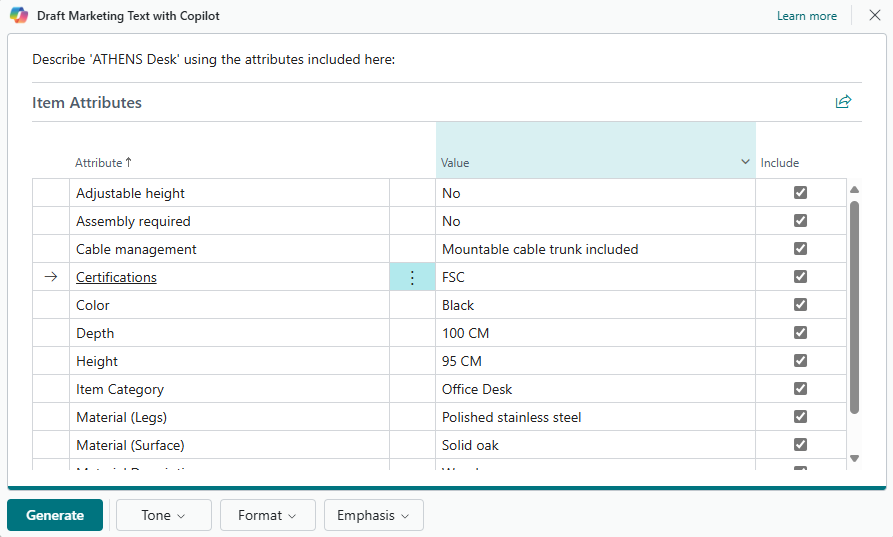 Draft Marketing Text with Copilot Learn more
Describe 'ATHENS Desk' using the attributes included here:
Item Attributes
Attribute↑ Value Include
Adjustable height No
Assembly required No
Cable management Mountable cable trunk included
→ Certifications ⋮ FSC
Color Black
Depth 100 CM
Height 95 CM
Item Category Office Desk
Material (Legs) Polished stainless steel
Material (Surface) Solid oak
Generate Tone Format Emphasis